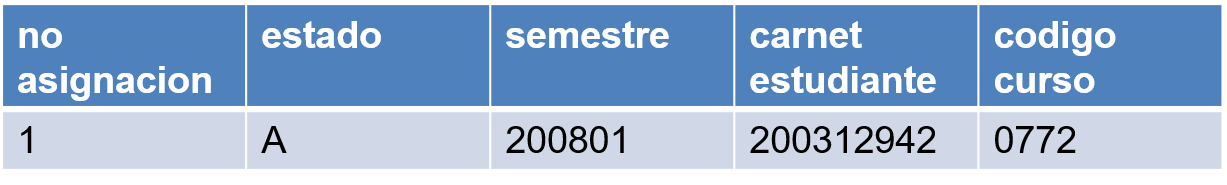 no asignacion estado semestre carnet estudiante codigo curso
1 A 200801 200312942 0772